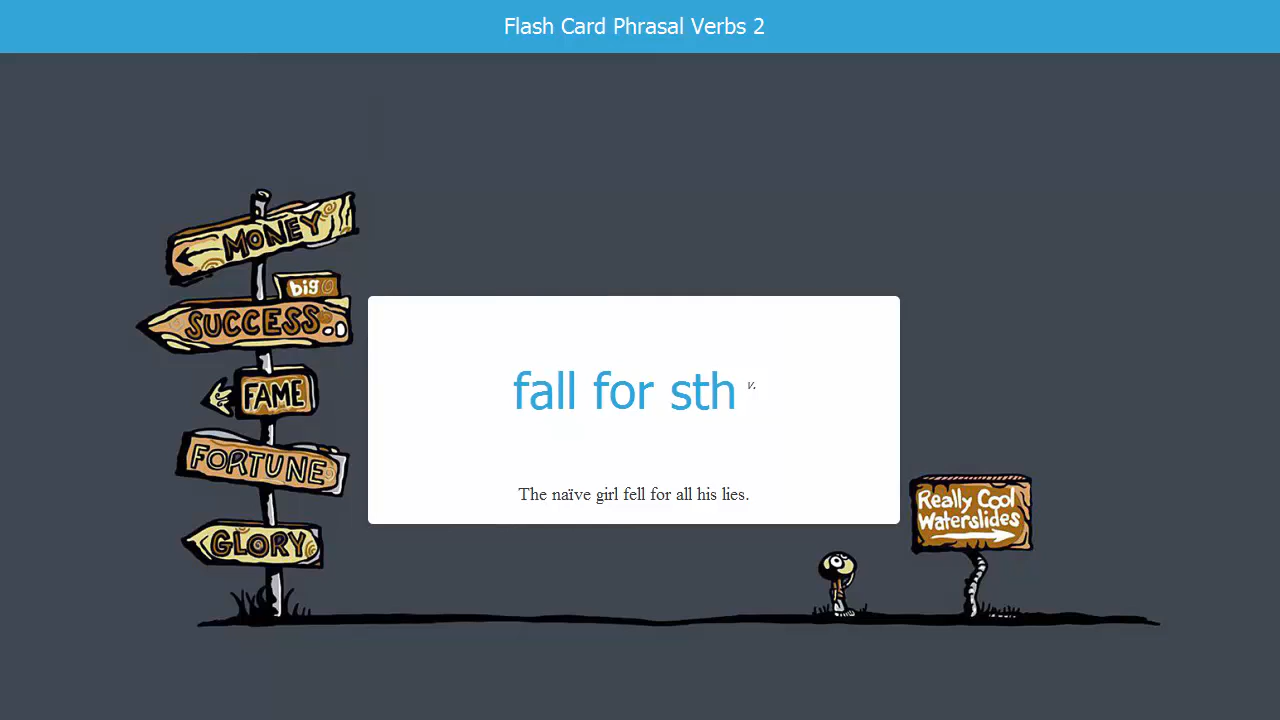 Flash Card Phrasal Verbs 2
MONEY
big
SUCCESS
FAME
FORTUNE
GLORY
fall for sth v.
The naïve girl fell for all his lies.
Really Cool
Waterslides